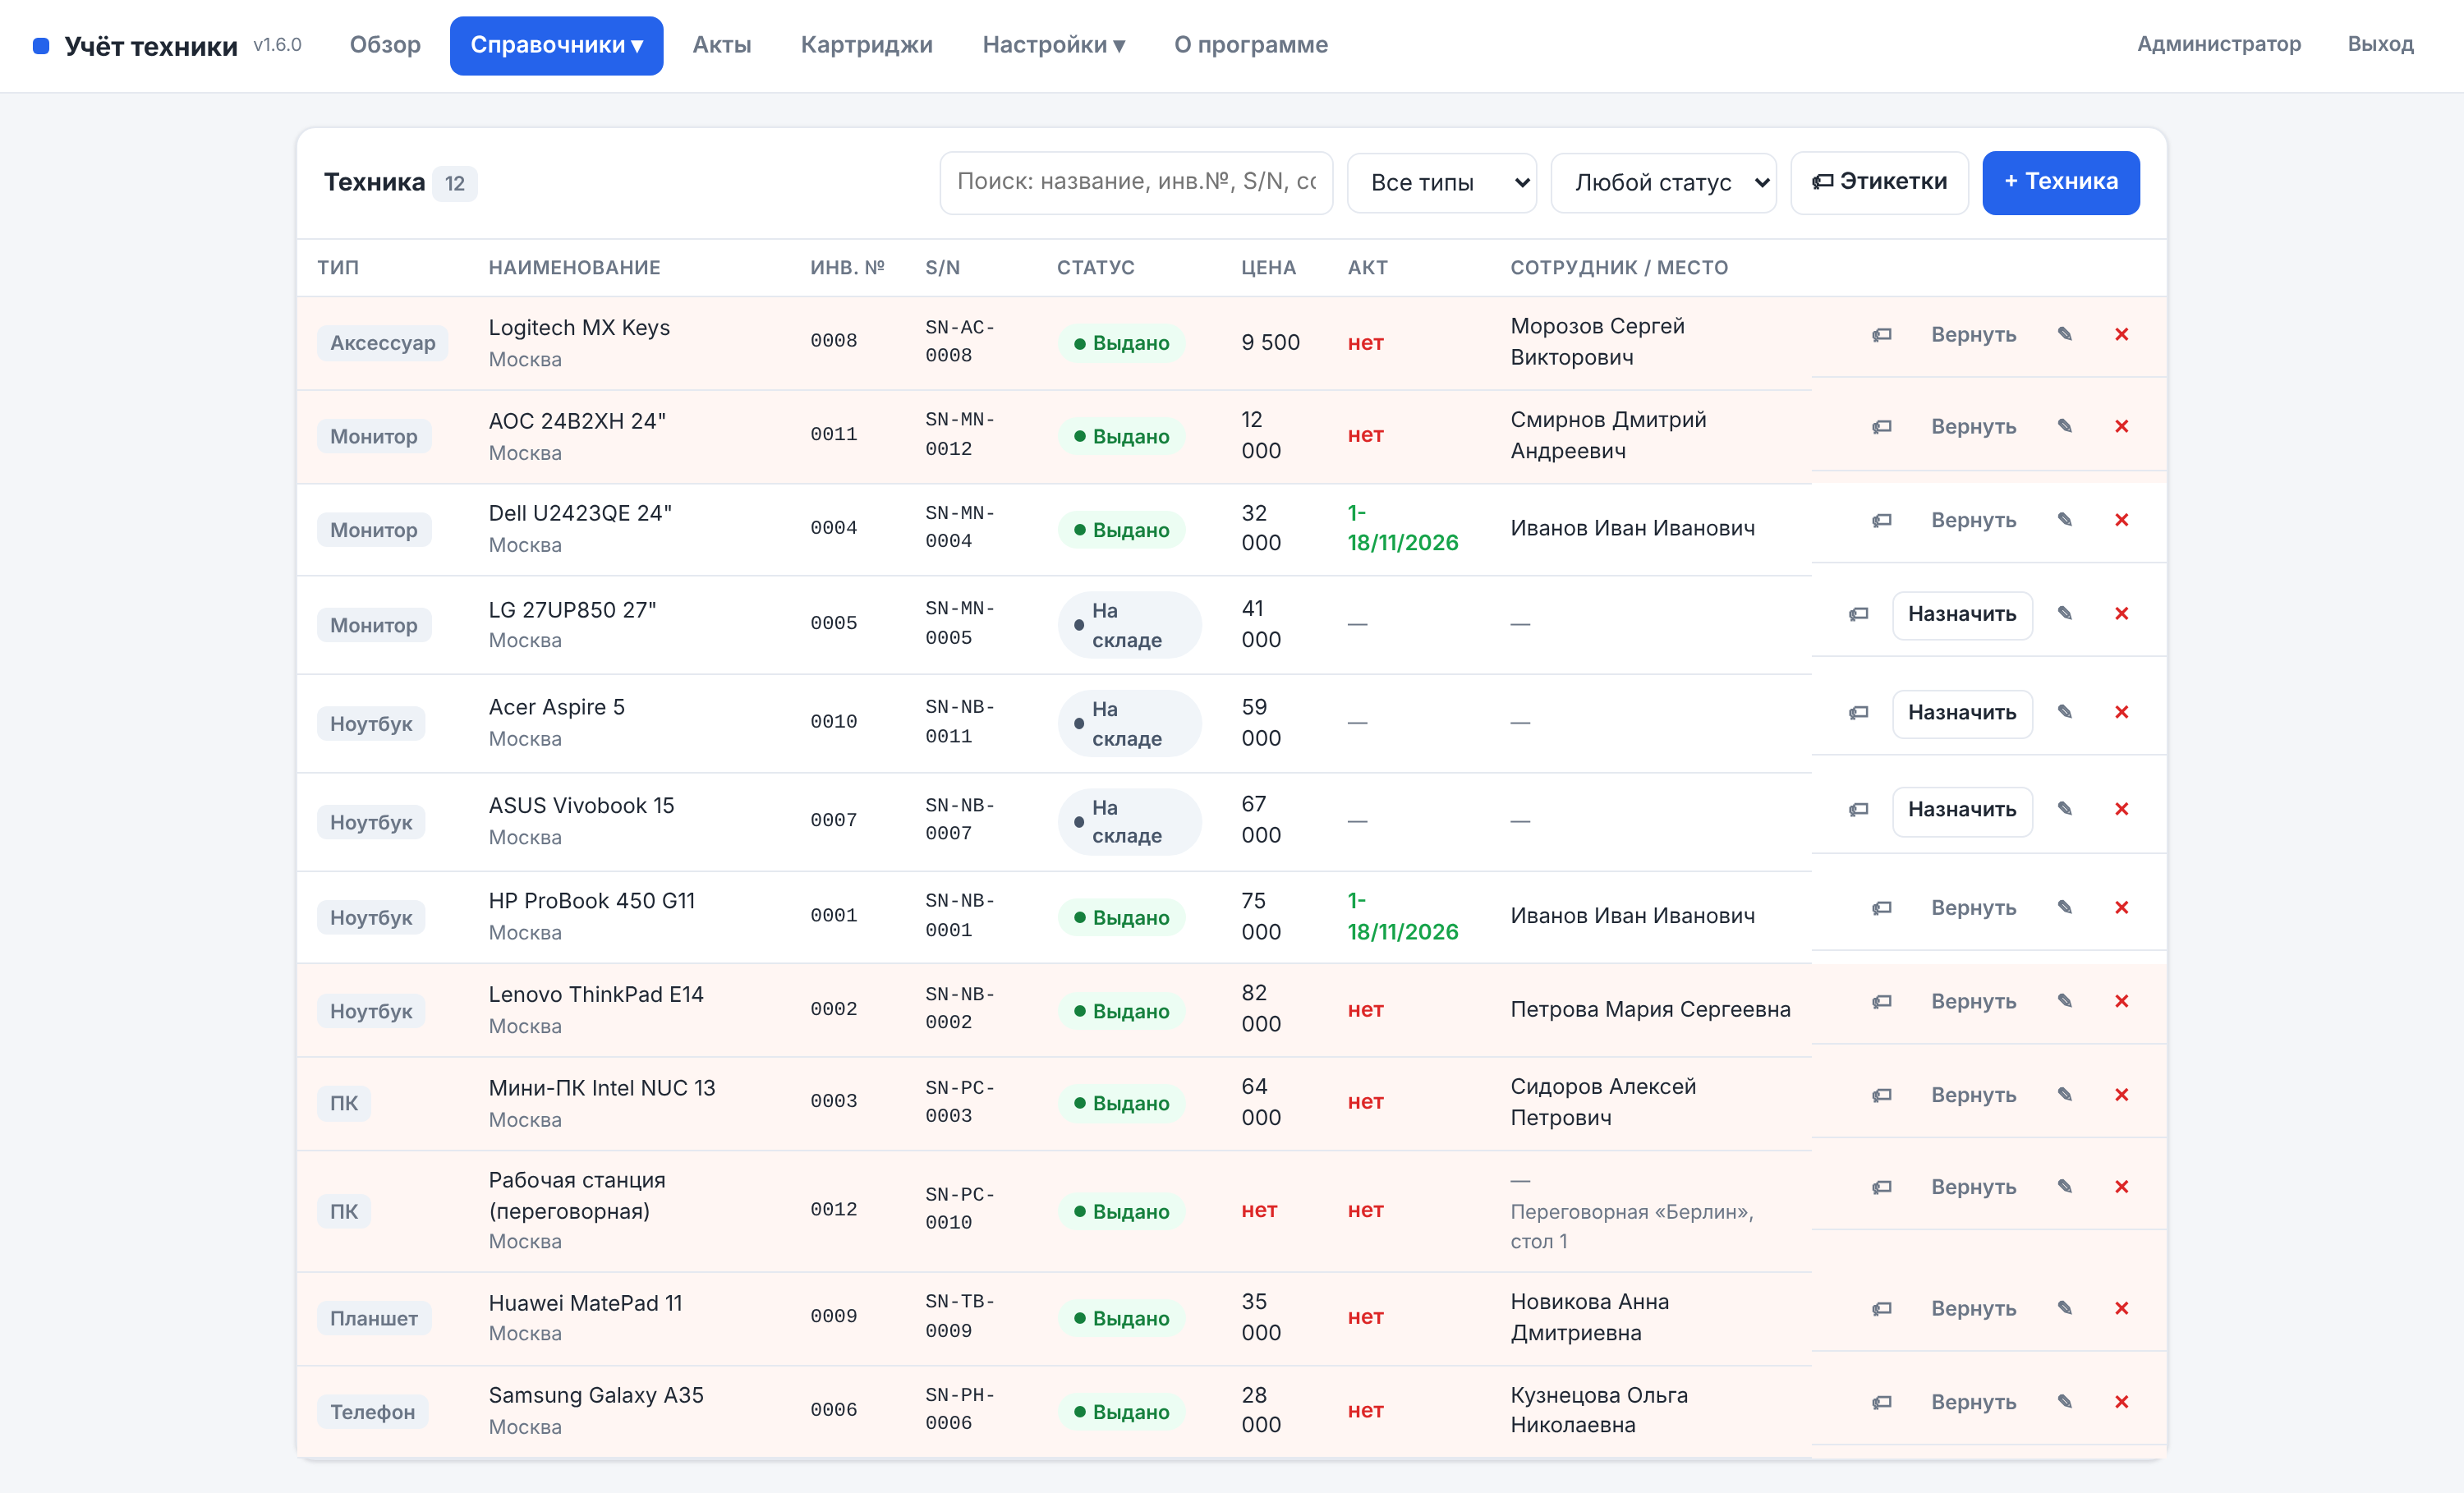 Учёт техники v1.6.0 Обзор Справочники ▾ Акты Картриджи Настройки ▾ О программе Администратор Выход
Техника 12 Поиск: название, инв.№, S/N, сс Все типы Любой статус Этикетки + Техника
ТИП НАИМЕНОВАНИЕ ИНВ. № S/N СТАТУС ЦЕНА АКТ СОТРУДНИК / МЕСТО
Аксессуар Logitech MX Keys 0008 SN-AC- Выдано 9 500 нет Морозов Сергей Вернуть ✎ ✕
Москва 0008 Викторович
Монитор AOC 24B2XH 24" 0011 SN-MN- Выдано 12 нет Смирнов Дмитрий Вернуть ✎ ✕
Москва 0012 000 Андреевич
Монитор Dell U2423QE 24" 0004 SN-MN- Выдано 32 1- Иванов Иван Иванович Вернуть ✎ ✕
Москва 0004 000 18/11/2026
Монитор LG 27UP850 27" 0005 SN-MN- На 41 — — Назначить ✎ ✕
Москва 0005 складе 000
Ноутбук Acer Aspire 5 0010 SN-NB- На 59 — — Назначить ✎ ✕
Москва 0011 складе 000
Ноутбук ASUS Vivobook 15 0007 SN-NB- На 67 — — Назначить ✎ ✕
Москва 0007 складе 000
Ноутбук HP ProBook 450 G11 0001 SN-NB- Выдано 75 1- Иванов Иван Иванович Вернуть ✎ ✕
Москва 0001 000 18/11/2026
Ноутбук Lenovo ThinkPad E14 0002 SN-NB- Выдано 82 нет Петрова Мария Сергеевна Вернуть ✎ ✕
Москва 0002 000
ПК Мини-ПК Intel NUC 13 0003 SN-PC- Выдано 64 нет Сидоров Алексей Вернуть ✎ ✕
Москва 0003 000 Петрович
ПК Рабочая станция 0012 SN-PC- Выдано нет нет — Вернуть ✎ ✕
(переговорная) 0010 Переговорная «Берлин»,
Москва стол 1
Планшет Huawei MatePad 11 0009 SN-TB- Выдано 35 нет Новикова Анна Вернуть ✎ ✕
Москва 0009 000 Дмитриевна
Телефон Samsung Galaxy A35 0006 SN-PH- Выдано 28 нет Кузнецова Ольга Вернуть ✎ ✕
Москва 0006 000 Николаевна